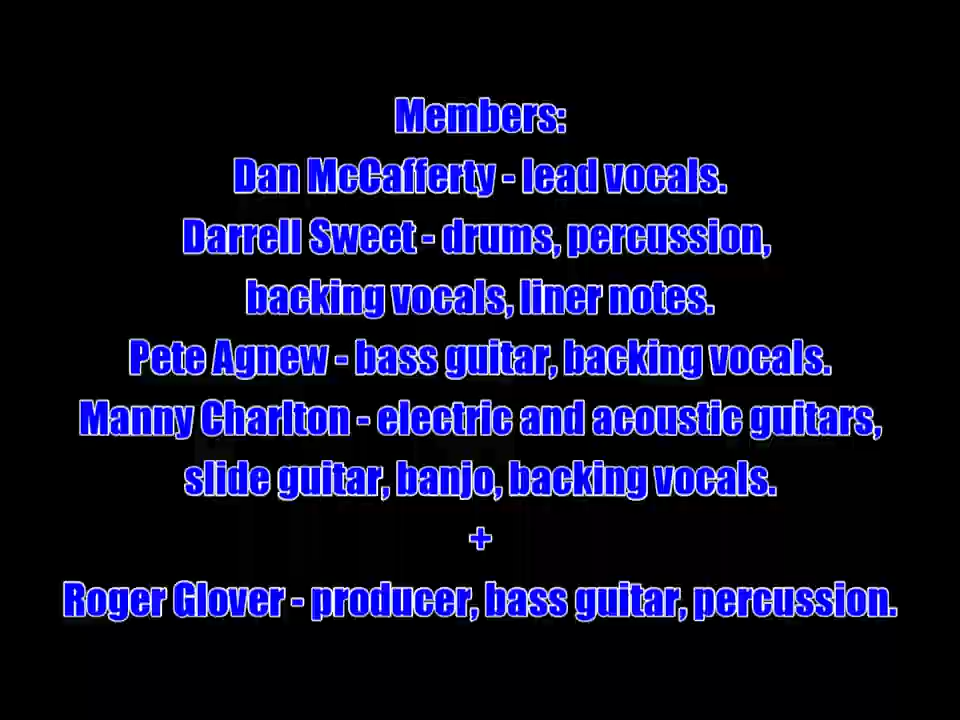 Members:
Dan McCafferty - lead vocals.
Darrell Sweet - drums, percussion,
backing vocals, liner notes.
Pete Agnew - bass guitar, backing vocals.
Manny Charlton - electric and acoustic guitars,
slide guitar, banjo, backing vocals.
+
Roger Glover - producer, bass guitar, percussion.